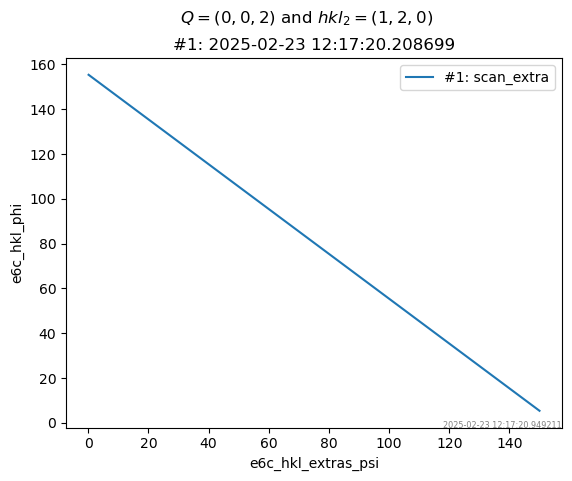 Q = (0, 0, 2) and hkl₂ = (1, 2, 0)
#1: 2025-02-23 12:17:20.208699
#1: scan_extra
160
140
120
100
80
60
40
20
0
e6c_hkl_phi
2025-02-23 12:17:20.949211
0 20 40 60 80 100 120 140
e6c_hkl_extras_psi